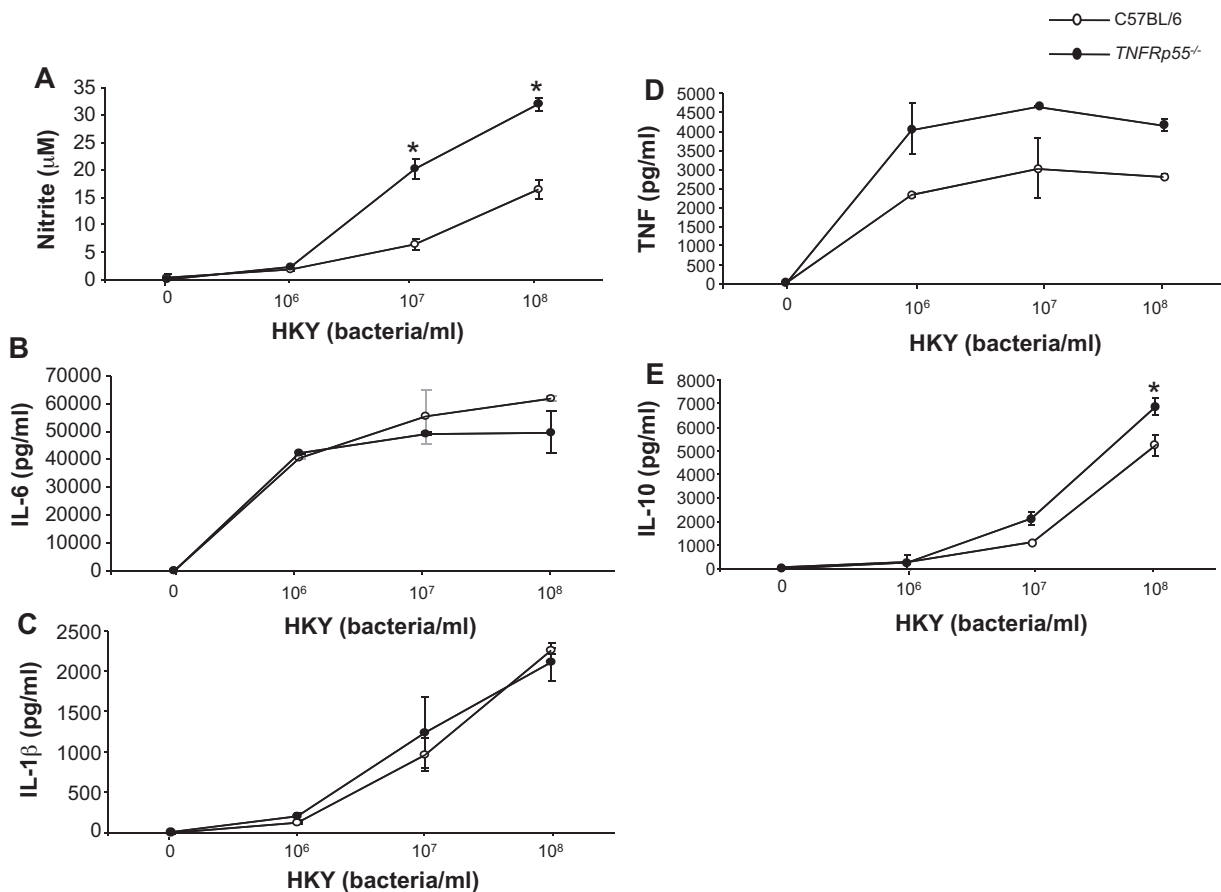 C57BL/6
TNFRp55-/-
A
Nitrite (μM)
35
30
25
20
15
10
5
0
*
*
0 10⁶ 10⁷ 10⁸
HKY (bacteria/ml)
B
IL-6 (pg/ml)
70000
60000
50000
40000
30000
20000
10000
0
0 10⁶ 10⁷ 10⁸
HKY (bacteria/ml)
C
IL-1β (pg/ml)
2500
2000
1500
1000
500
0
0 10⁶ 10⁷ 10⁸
HKY (bacteria/ml)
D
TNF (pg/ml)
5000
4500
4000
3500
3000
2500
2000
1500
1000
500
0
0 10⁶ 10⁷ 10⁸
HKY (bacteria/ml)
E
IL-10 (pg/ml)
8000
7000
6000
5000
4000
3000
2000
1000
0
*
0 10⁶ 10⁷ 10⁸
HKY (bacteria/ml)